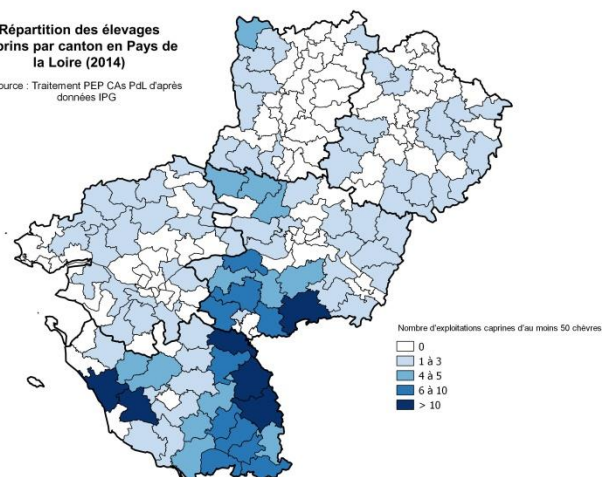 Répartition des élevages
prins par canton en Pays de
la Loire (2014)
ource : Traitement PEP CAs PdL d'après
données IPG
Nombre d'exploitations caprines d'au moins 50 chèvres
0
1 à 3
4 à 5
6 à 10
> 10